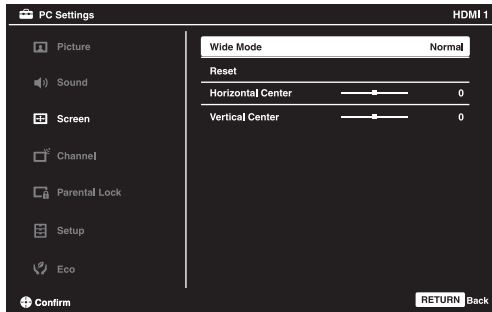 PC Settings HDMI 1
Picture
Sound
Screen
Channel
Parental Lock
Setup
Eco
Wide Mode Normal
Reset
Horizontal Center 0
Vertical Center 0
Confirm RETURN Back